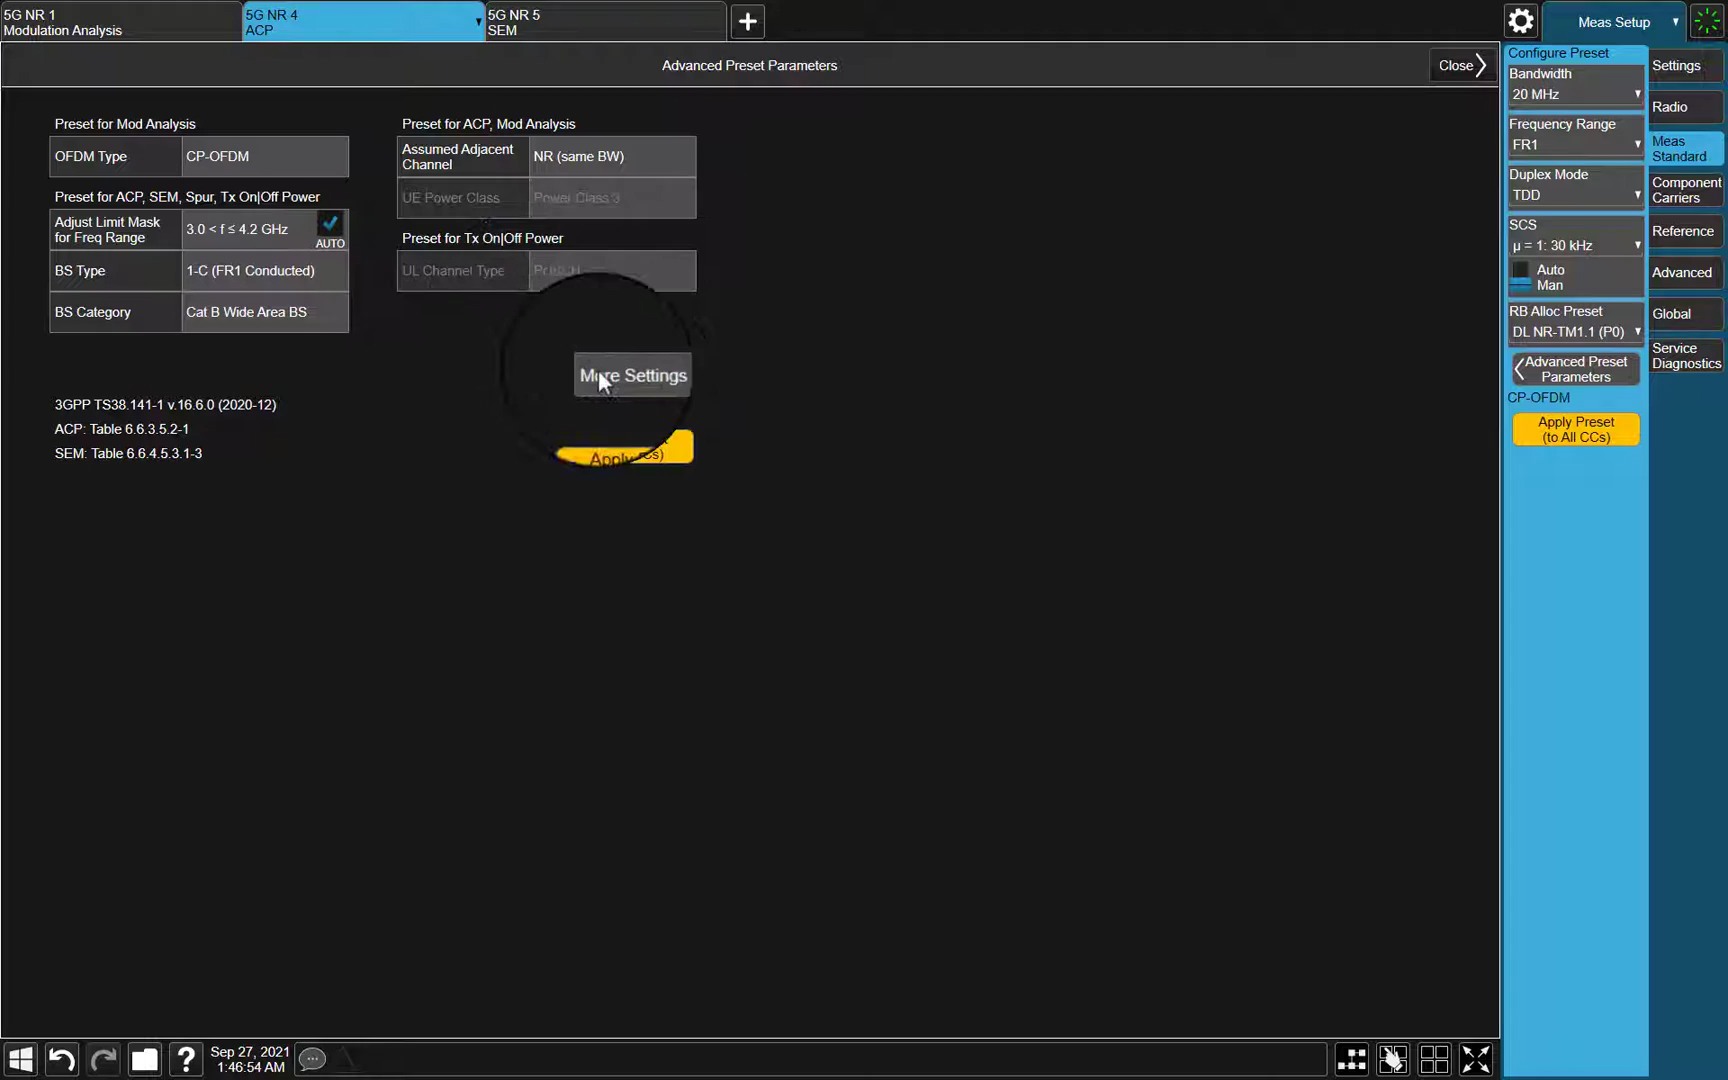 5G NR 1
Modulation Analysis
5G NR 4
ACP
5G NR 5
SEM
Meas Setup
Advanced Preset Parameters
Close
Preset for Mod Analysis
OFDM Type
CP-OFDM
Preset for ACP, SEM, Spur, Tx On|Off Power
Adjust Limit Mask
for Freq Range
3.0 < f ≤ 4.2 GHz
AUTO
BS Type
1-C (FR1 Conducted)
BS Category
Cat B Wide Area BS
Preset for ACP, Mod Analysis
Assumed Adjacent
Channel
NR (same BW)
UE Power Class
Power Class 3
Preset for Tx On|Off Power
UL Channel Type
More Settings
Apply
3GPP TS38.141-1 v.16.6.0 (2020-12)
ACP: Table 6.6.3.5.2-1
SEM: Table 6.6.4.5.3.1-3
Configure Preset
Bandwidth
20 MHz
Frequency Range
FR1
Duplex Mode
TDD
SCS
µ = 1: 30 kHz
Auto
Man
RB Alloc Preset
DL NR-TM1.1 (P0)
Advanced Preset
Parameters
CP-OFDM
Apply Preset
(to All CCs)
Settings
Radio
Meas
Standard
Component
Carriers
Reference
Advanced
Global
Service
Diagnostics
?
Sep 27, 2021
1:46:54 AM